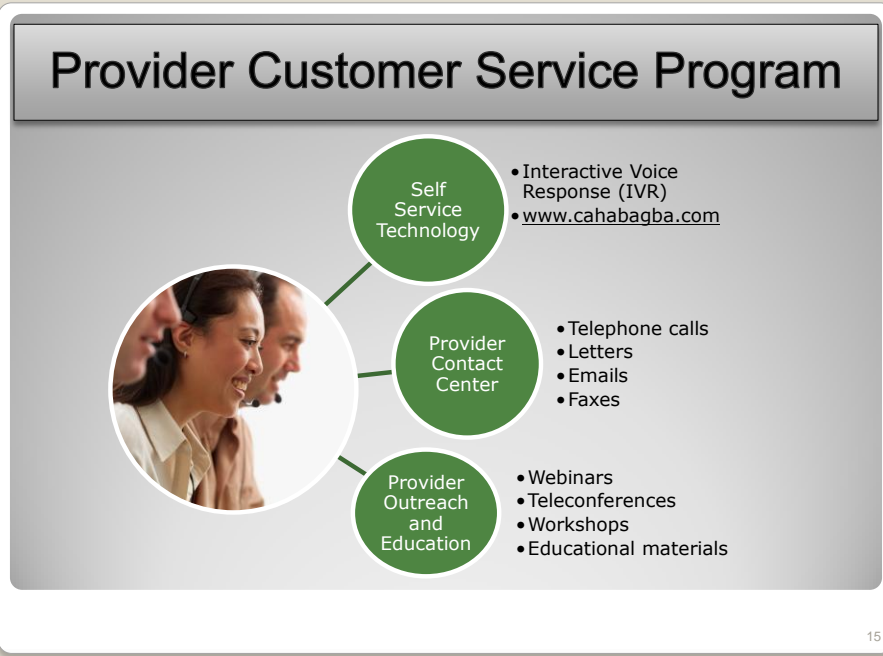 Provider Customer Service Program
Self
Service
Technology
•Interactive Voice
Response (IVR)
•www.cahabagba.com
Provider
Contact
Center
•Telephone calls
•Letters
•Emails
•Faxes
Provider
Outreach
and
Education
•Webinars
•Teleconferences
•Workshops
•Educational materials
15